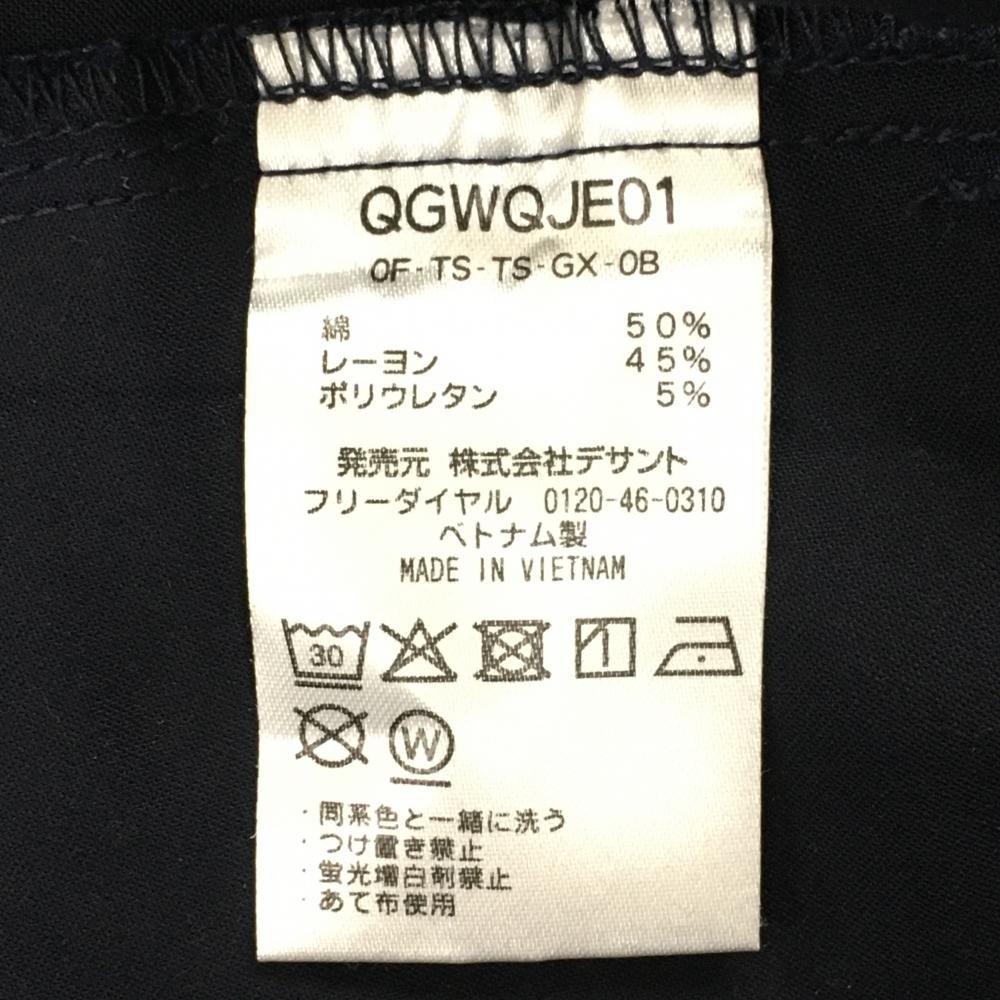 QGWQJE01
OF-TS-TS-GX-OB
綿 50%
レーヨン 45%
ポリウレタン 5%
発売元 株式会社デサント
フリーダイヤル 0120-46-0310
ベトナム製
MADE IN VIETNAM
30
W
・同系色と一緒に洗う
・つけ置き禁止
・蛍光増白剤禁止
・あて布使用